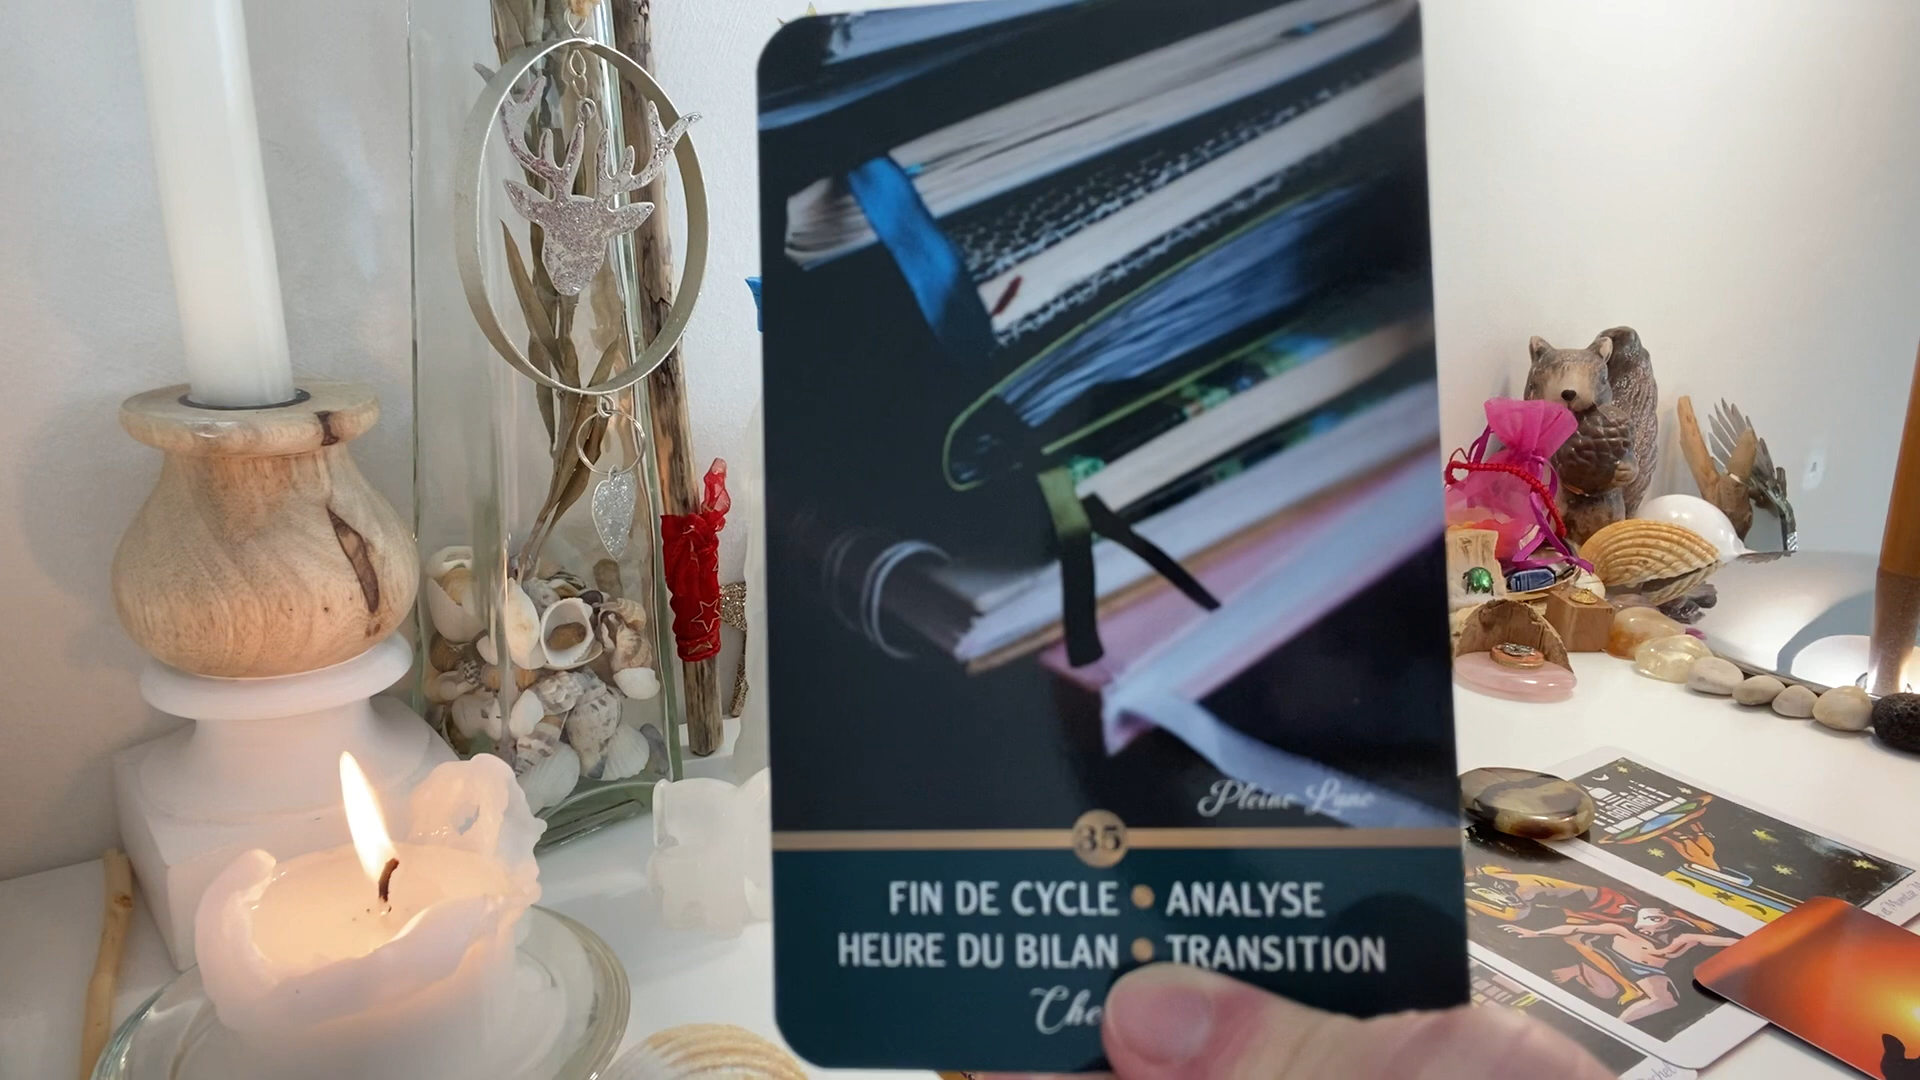 Pleine Lune
35
FIN DE CYCLE • ANALYSE
HEURE DU BILAN • TRANSITION